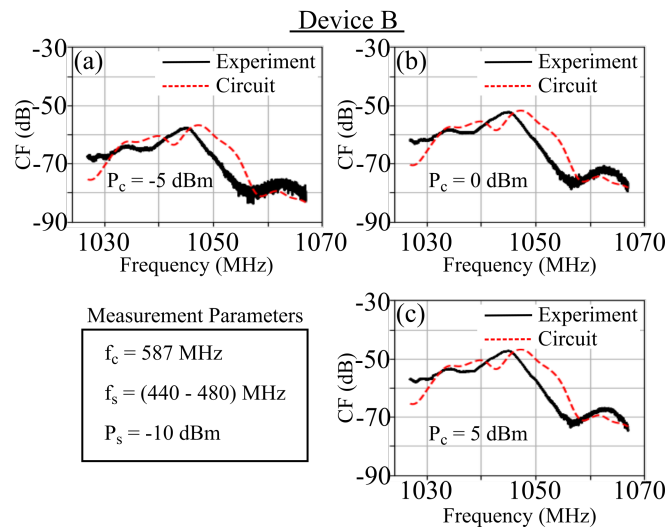 Device B
(a)
Experiment
Circuit
-30
-50
-70
-90
CF (dB)
P_c = -5 dBm
1030 1050 1070
Frequency (MHz)
(b)
Experiment
Circuit
-30
-50
-70
-90
CF (dB)
P_c = 0 dBm
1030 1050 1070
Frequency (MHz)
Measurement Parameters
f_c = 587 MHz
f_s = (440 - 480) MHz
P_s = -10 dBm
(c)
Experiment
Circuit
-30
-50
-70
-90
CF (dB)
P_c = 5 dBm
1030 1050 1070
Frequency (MHz)